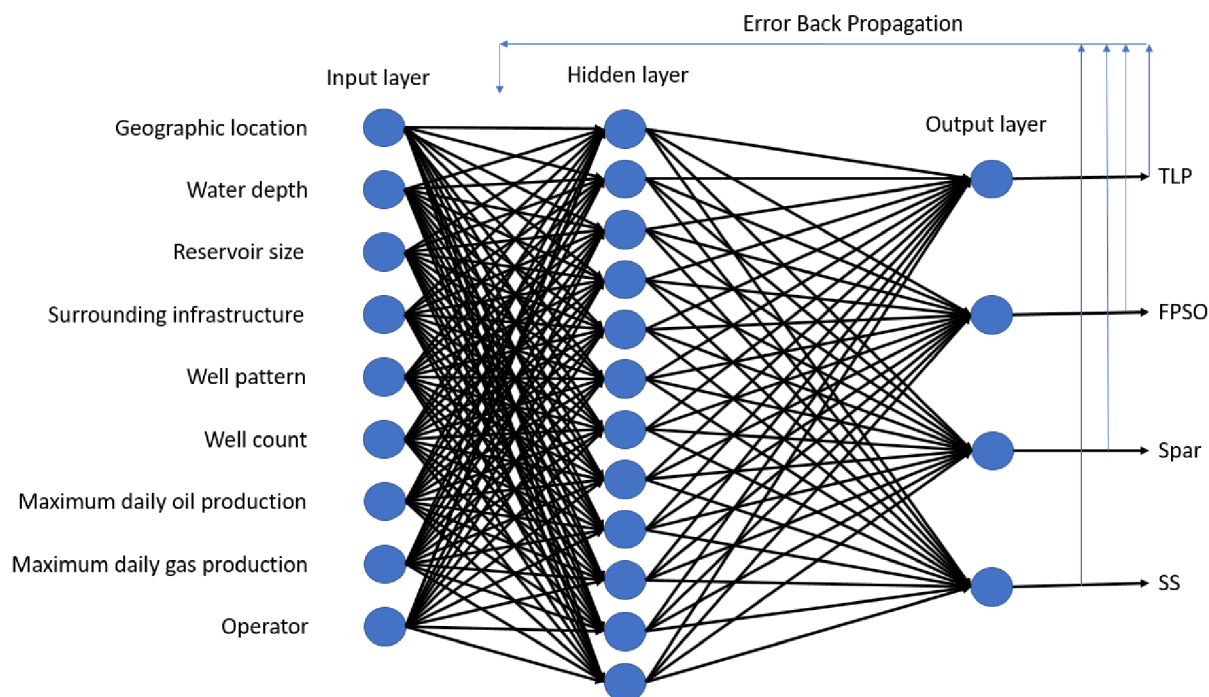 Error Back Propagation
Input layer
Hidden layer
Output layer
Geographic location
Water depth
Reservoir size
Surrounding infrastructure
Well pattern
Well count
Maximum daily oil production
Maximum daily gas production
Operator
TLP
FPSO
Spar
SS